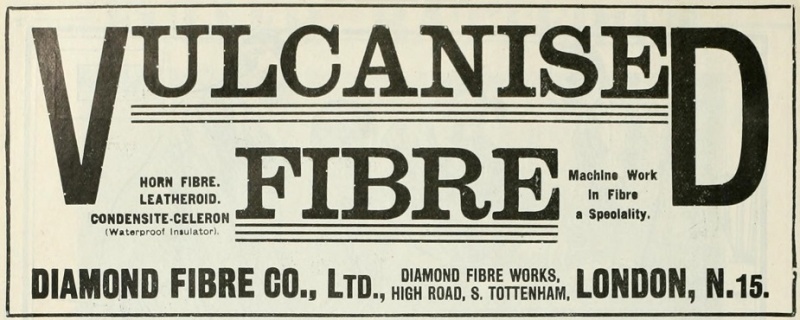 VULCANISED
FIBRE
HORN FIBRE.
LEATHEROID.
CONDENSITE-CELERON
(Waterproof Insulator).
Machine Work
in Fibre
a Speciality.
DIAMOND FIBRE CO., LTD., DIAMOND FIBRE WORKS, HIGH ROAD, S. TOTTENHAM, LONDON, N.15.